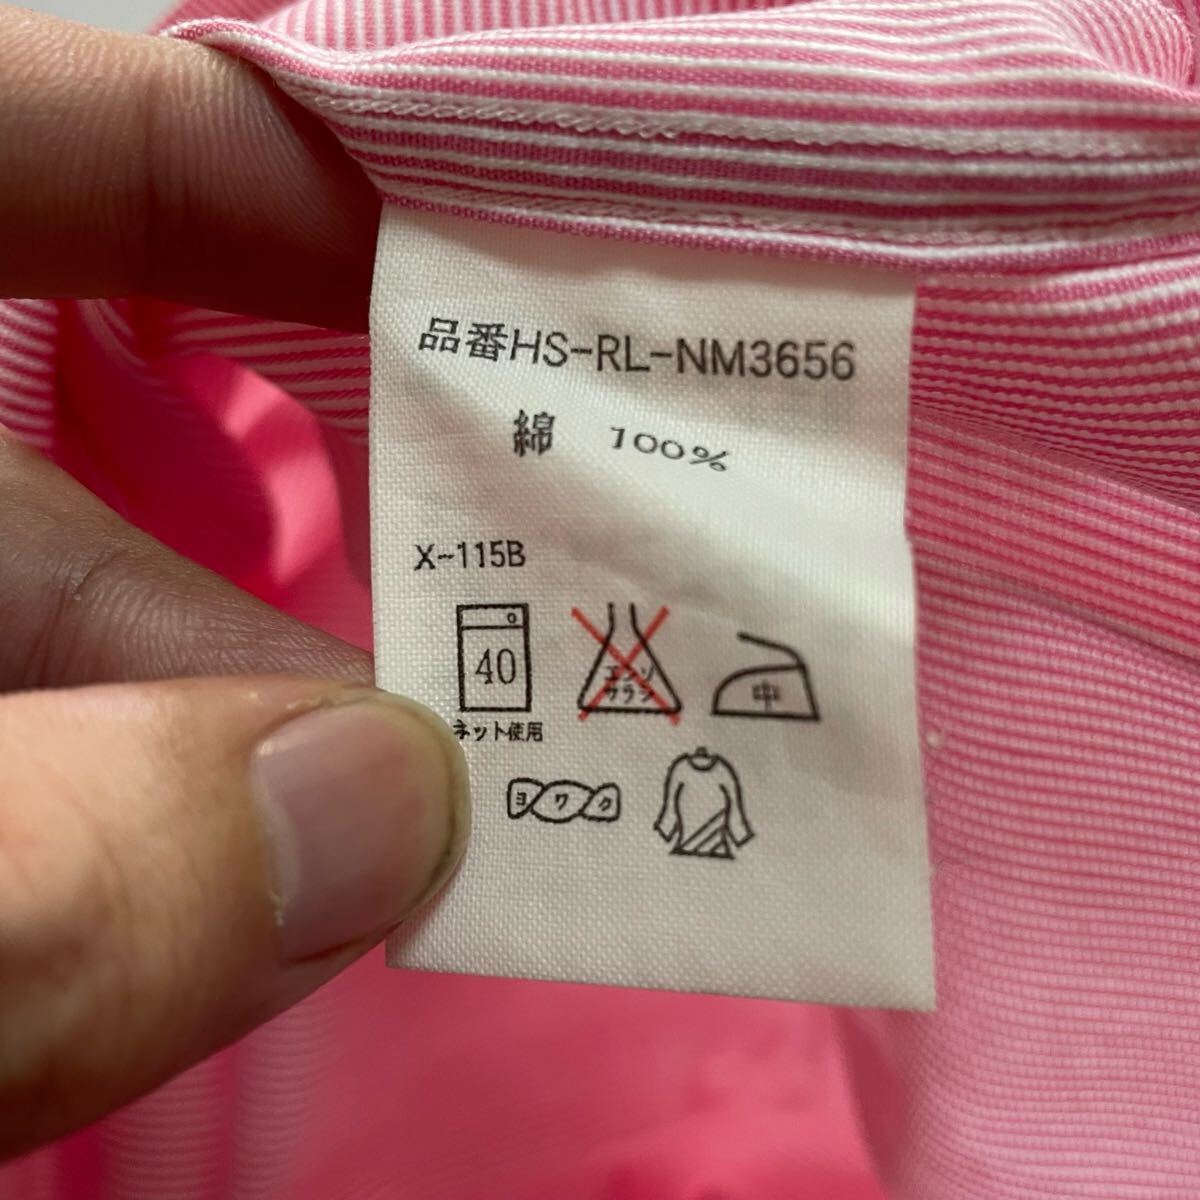 品番HS-RL-NM3656
綿 100%
X-115B
40
エンソ
サラシ
中
ネット使用
ヨワク